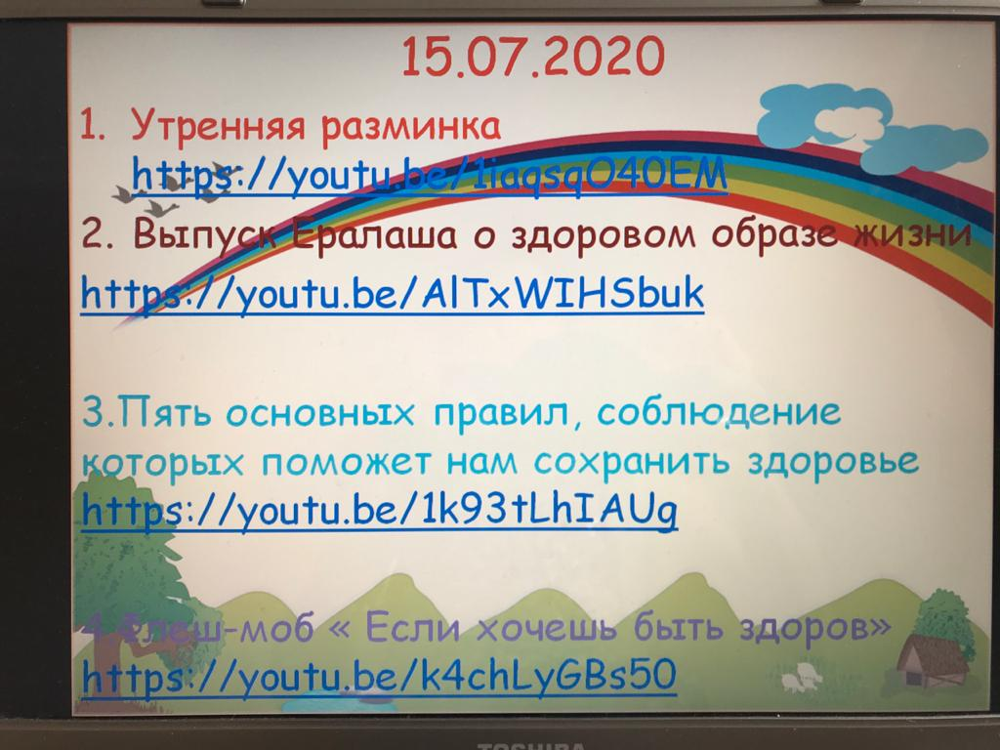 15.07.2020
1. Утренняя разминка
https://youtu.be/1iaqsqO40EM
2. Выпуск Ералаша о здоровом образе жизни
https://youtu.be/AlTxWIHSbuk
3.Пять основных правил, соблюдение
которых поможет нам сохранить здоровье
https://youtu.be/1k93tLhIAUg
4.Флеш-моб « Если хочешь быть здоров»
https://youtu.be/k4chLyGBs50
TOSHIBA